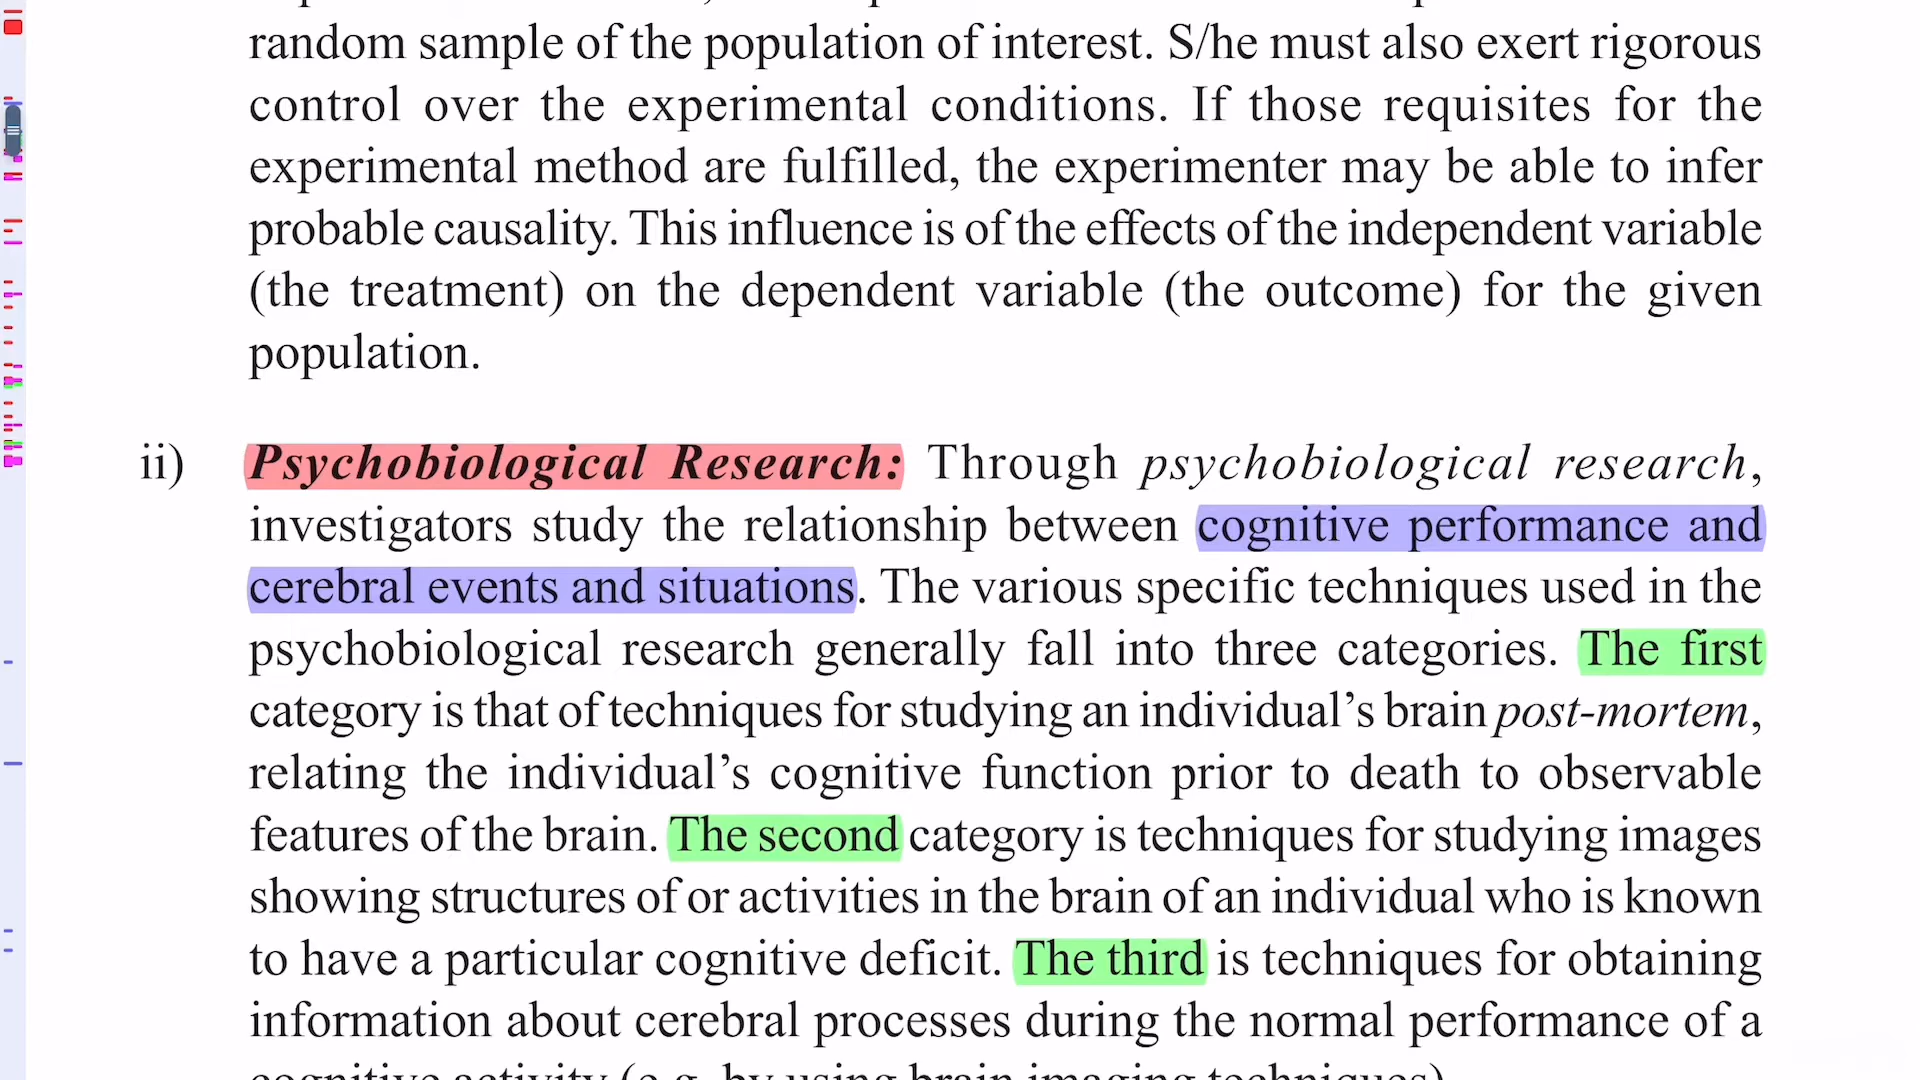 random sample of the population of interest. S/he must also exert rigorous
control over the experimental conditions. If those requisites for the
experimental method are fulfilled, the experimenter may be able to infer
probable causality. This influence is of the effects of the independent variable
(the treatment) on the dependent variable (the outcome) for the given
population.
ii) Psychobiological Research: Through psychobiological research,
investigators study the relationship between cognitive performance and
cerebral events and situations. The various specific techniques used in the
psychobiological research generally fall into three categories. The first
category is that of techniques for studying an individual’s brain post-mortem,
relating the individual’s cognitive function prior to death to observable
features of the brain. The second category is techniques for studying images
showing structures of or activities in the brain of an individual who is known
to have a particular cognitive deficit. The third is techniques for obtaining
information about cerebral processes during the normal performance of a
cognitive activity (e.g. by using brain imaging techniques)